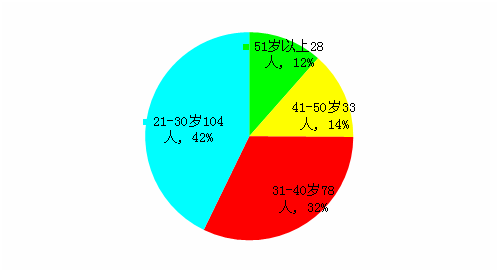 51岁以上28
人, 12%
41-50岁33
人, 14%
21-30岁104
人, 42%
31-40岁78
人, 32%